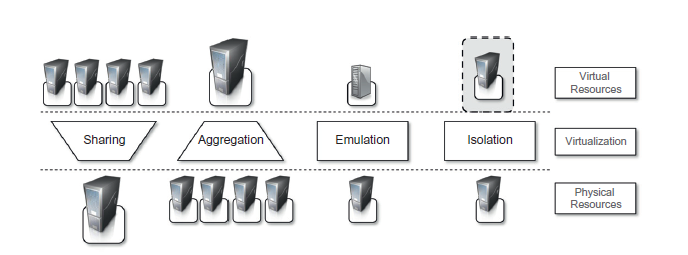 Virtual
Resources
Sharing
Aggregation
Emulation
Isolation
Virtualization
Physical
Resources